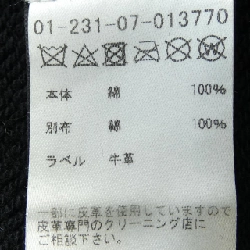 01-231-07-013770
本体 綿 100%
別布 綿 100%
ラベル 牛革
一部に皮革を使用していますので
皮革専門のクリーニング店に
ご相談下さい。